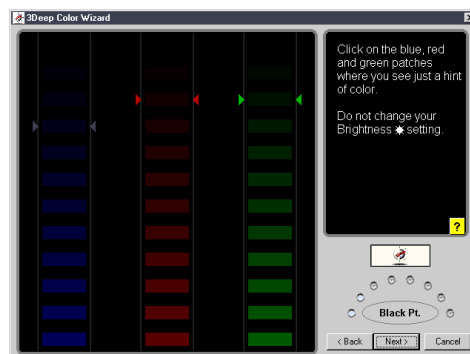 3Deep Color Wizard
Click on the blue, red
and green patches
where you see just a hint
of color.
Do not change your
Brightness ✸ setting.
?
Black Pt.
< Back
Next >
Cancel